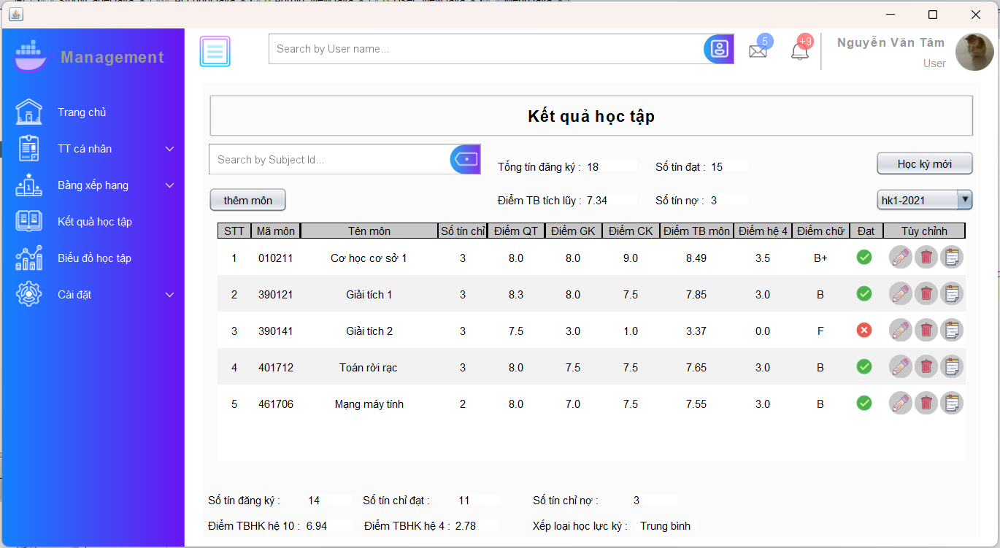 Management
Search by User name...
5
+9
Nguyễn Văn Tâm
User
Trang chủ
TT cá nhân
Bảng xếp hạng
Kết quả học tập
Biểu đồ học tập
Cài đặt
Kết quả học tập
Search by Subject Id...
Tổng tín đăng ký : 18 Số tín đạt : 15
Học kỳ mới
thêm môn
Điểm TB tích lũy : 7.34 Số tín nợ : 3
hk1-2021
STT Mã môn Tên môn Số tín chỉ Điểm QT Điểm GK Điểm CK Điểm TB môn Điểm hệ 4 Điểm chữ Đạt Tùy chỉnh
1 010211 Cơ học cơ sở 1 3 8.0 8.0 9.0 8.49 3.5 B+
2 390121 Giải tích 1 3 8.3 8.0 7.5 7.85 3.0 B
3 390141 Giải tích 2 3 7.5 3.0 1.0 3.37 0.0 F
4 401712 Toán rời rạc 3 8.0 7.5 7.5 7.65 3.0 B
5 461706 Mạng máy tính 2 8.0 7.0 7.5 7.55 3.0 B
Số tín đăng ký : 14 Số tín chỉ đạt : 11 Số tín chỉ nợ : 3
Điểm TBHK hệ 10 : 6.94 Điểm TBHK hệ 4 : 2.78 Xếp loại học lực kỳ : Trung bình